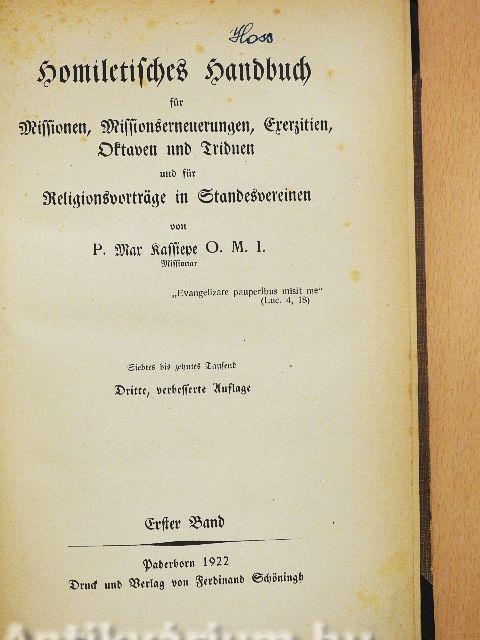 Hoss
Homiletisches Handbuch
für
Missionen, Missionserneuerungen, Exerzitien,
Oktaven und Triduen
und für
Religionsvorträge in Standesvereinen
von
P. Max Kassiepe O. M. I.
Missionar
„Evangelizare pauperibus misit me“
(Luc. 4, 18)
Siebtes bis zehntes Tausend
Dritte, verbesserte Auflage
Erster Band
Paderborn 1922
Druck und Verlag von Ferdinand Schöningh
Antikvárium.hu